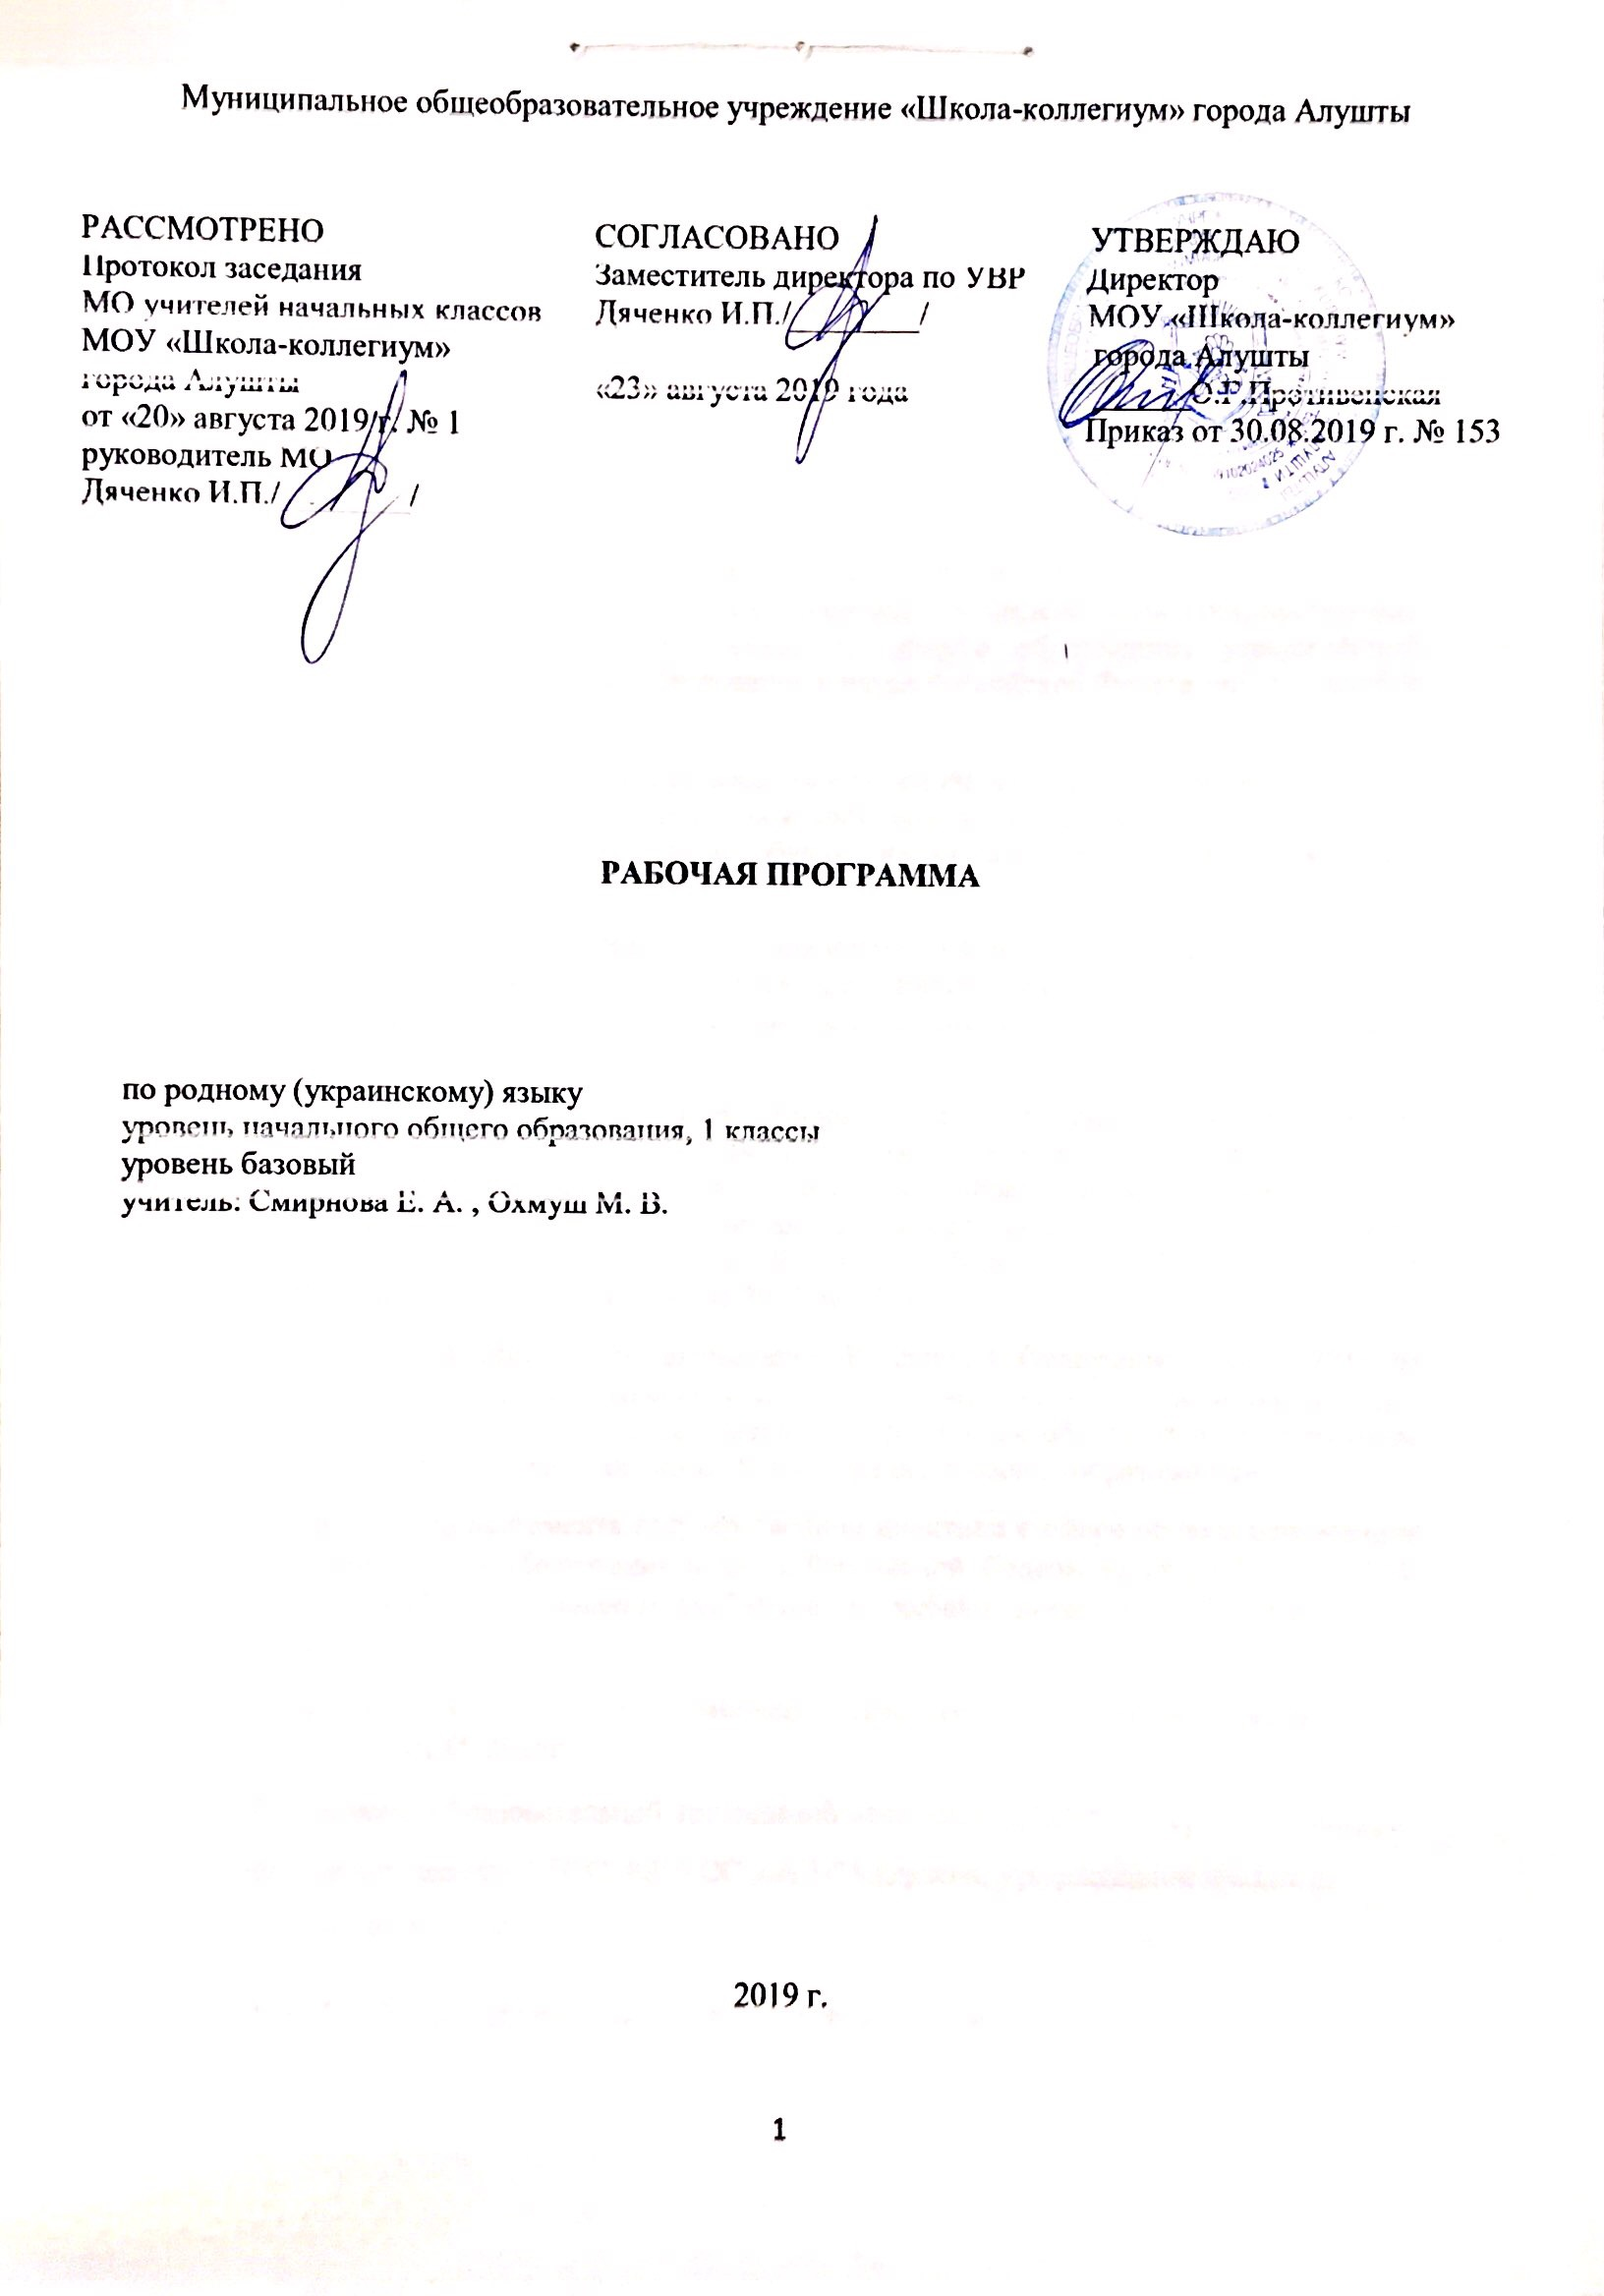 Муниципальное общеобразовательное учреждение «Школа-коллегиум» города Алушты
РАССМОТРЕНО
Протокол заседания
МО учителей начальных классов
МОУ «Школа-коллегиум»
города Алушты
от «20» августа 2019 г. № 1
руководитель МО
Дяченко И.П./ /
СОГЛАСОВАНО
Заместитель директора по УВР
Дяченко И.П./ /
«23» августа 2019 года
УТВЕРЖДАЮ
Директор
МОУ «Школа-коллегиум»
города Алушты
Противенская
Приказ от 30.08.2019 г. № 153
РАБОЧАЯ ПРОГРАММА
по родному (украинскому) языку
уровень начального общего образования, 1 классы
уровень базовый
учитель: Смирнова Е. А. , Охмуш М. В.
2019 г.
1